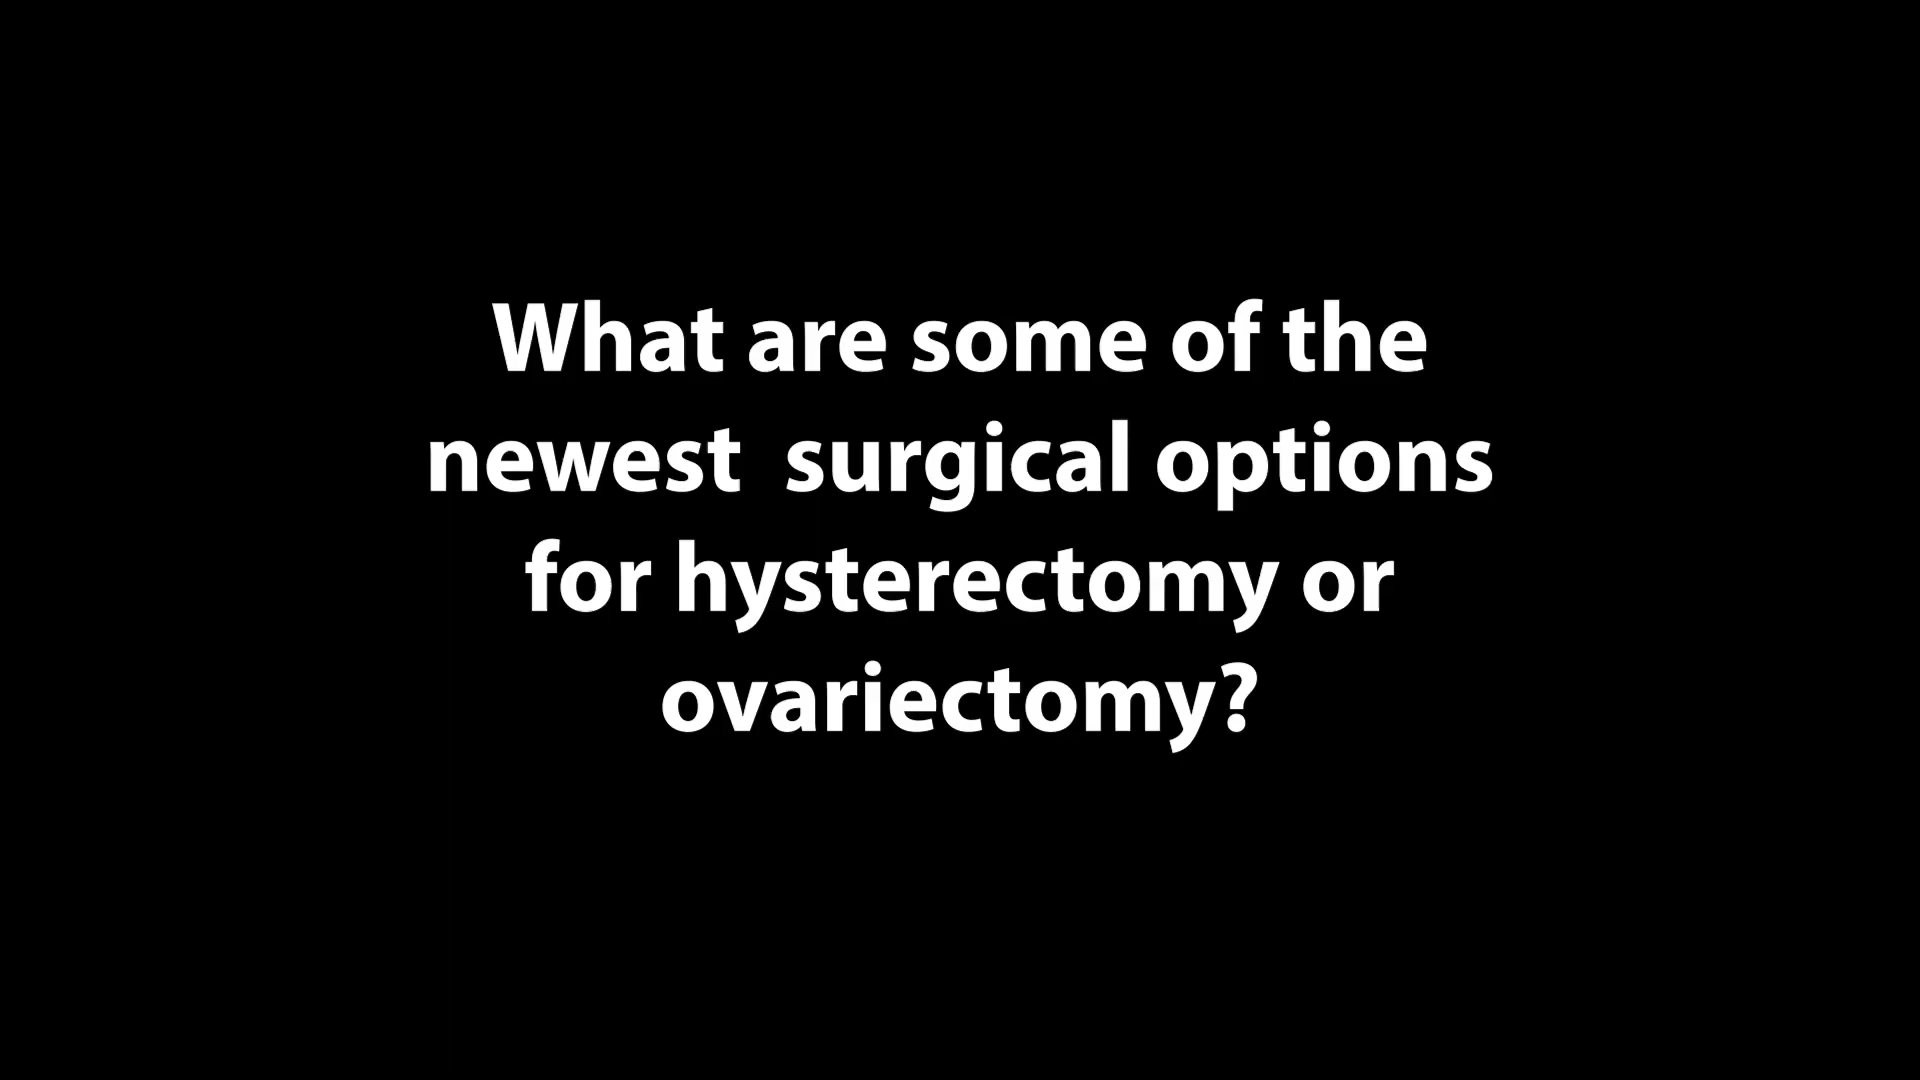 What are some of the
newest  surgical options
for hysterectomy or
ovariectomy?